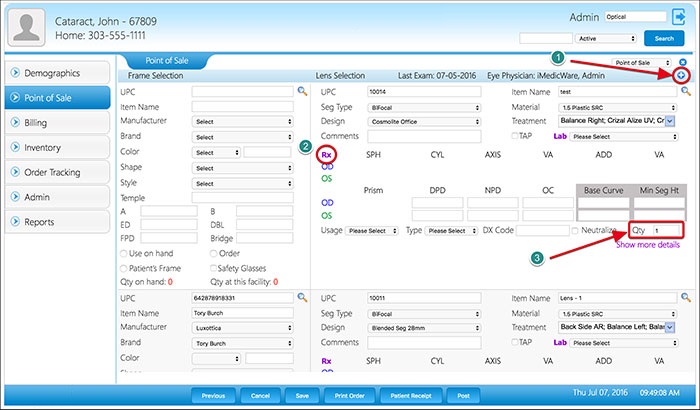 Cataract, John - 67809
Home: 303-555-1111
Admin Optical
Active Search
1
Point of Sale
Point of Sale
Demographics
Point of Sale
Billing
Inventory
Order Tracking
Admin
Reports
Frame Selection Lens Selection Last Exam: 07-05-2016 Eye Physician: iMedicWare, Admin
UPC UPC 10014 Item Name test
Item Name Seg Type BiFocal Material 1.5 Plastic SRC
Manufacturer Select Design Cosmolite Office Treatment Balance Right; Crizal Alize UV; Cr
Brand Select Comments TAP Lab Please Select
Color Select 2 Rx SPH CYL AXIS VA ADD VA
Shape Select OD
Style Select OS
Temple Prism DPD NPD OC Base Curve Min Seg Ht
A B OD
ED DBL OS
FPD Bridge Usage Please Select Type Please Select DX Code Neutralize Qty 1
Use on hand Order 3 Show more details
Patient's Frame Safety Glasses
Qty on hand: 0 Qty at this facility: 0
UPC 642878918331 UPC 10011 Item Name Lens - 1
Item Name Tory Burch Seg Type BiFocal Material 1.5 Plastic SRC
Manufacturer Luxottica Design Blended Seg 28mm Treatment Back Side AR; Balance Left; Bala
Brand Tory Burch Comments TAP Lab Please Select
Color Rx SPH CYL AXIS VA ADD VA
Shape Select OD
Previous Cancel Save Print Order Patient Receipt Post Thu Jul 07, 2016 09:49:08 AM